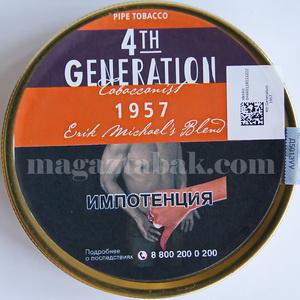 PIPE TOBACCO
4TH
GENERATION
Tobacconist
1957
Erik Michael's Blend
magaztabak.com
ИМПОТЕНЦИЯ
Подробнее
о последствиях
8 800 200 0 200